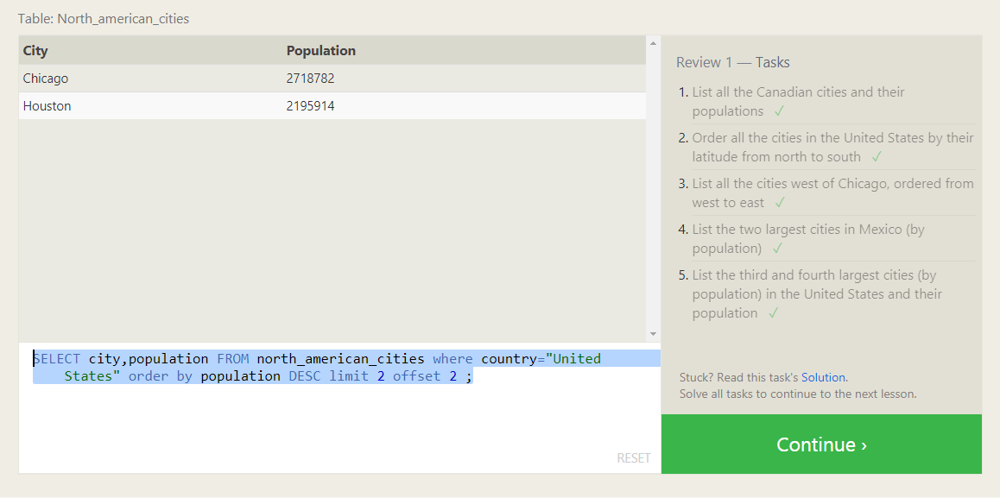 Table: North_american_cities
City Population
Chicago 2718782
Houston 2195914
SELECT city,population FROM north_american_cities where country="United
States" order by population DESC limit 2 offset 2 ;
RESET
Review 1 — Tasks
1. List all the Canadian cities and their
populations ✓
2. Order all the cities in the United States by their
latitude from north to south ✓
3. List all the cities west of Chicago, ordered from
west to east ✓
4. List the two largest cities in Mexico (by
population) ✓
5. List the third and fourth largest cities (by
population) in the United States and their
population ✓
Stuck? Read this task's Solution.
Solve all tasks to continue to the next lesson.
Continue ›